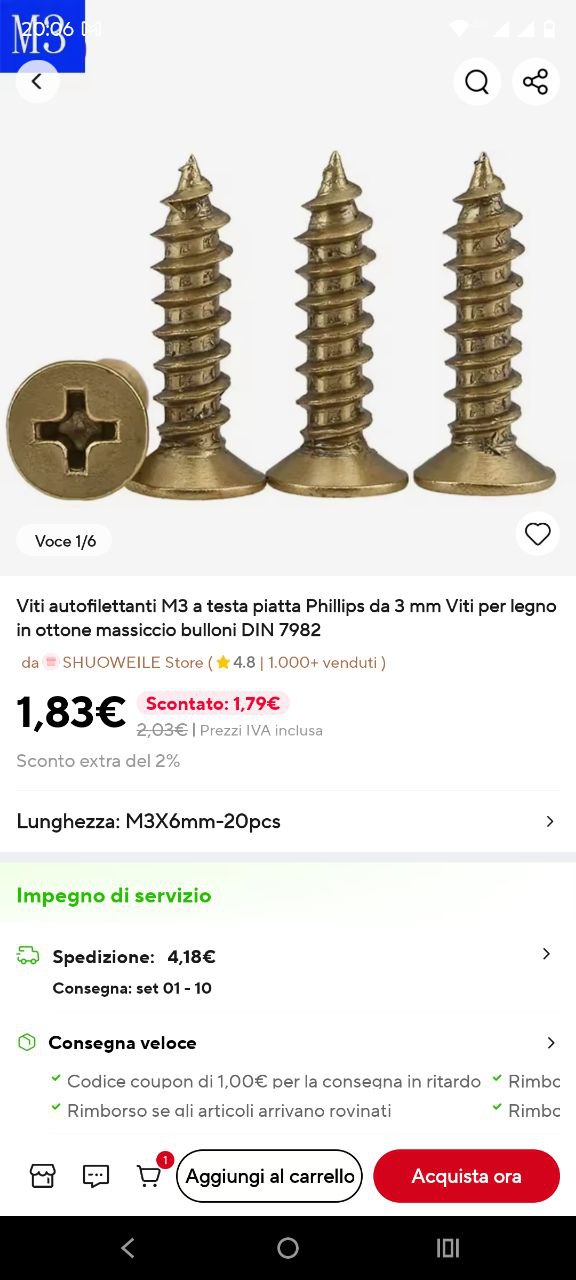 20:06
M3
Voce 1/6
Viti autofilettanti M3 a testa piatta Phillips da 3 mm Viti per legno
in ottone massiccio bulloni DIN 7982
da SHUOWEILE Store ( 4.8 | 1.000+ venduti )
1,83€ Scontato: 1,79€
2,03€ | Prezzi IVA inclusa
Sconto extra del 2%
Lunghezza: M3X6mm-20pcs
Impegno di servizio
Spedizione: 4,18€
Consegna: set 01 - 10
Consegna veloce
Codice coupon di 1,00€ per la consegna in ritardo Rimbo
Rimborso se gli articoli arrivano rovinati Rimbo
1
Aggiungi al carrello Acquista ora